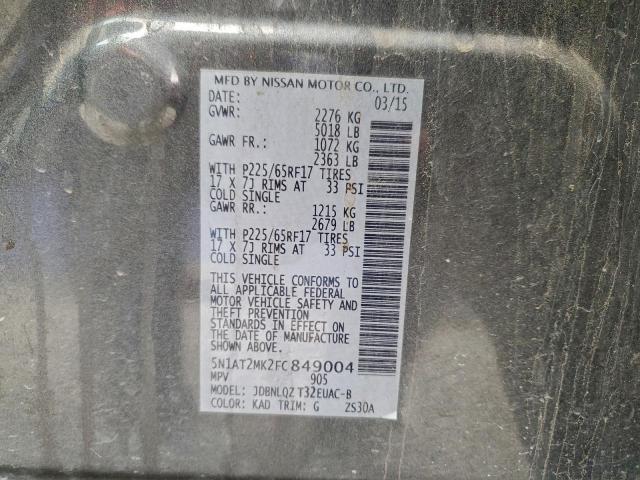 MFD BY NISSAN MOTOR CO., LTD.
DATE: 03/15
GVWR: 2276 KG
5018 LB
GAWR FR.: 1072 KG
2363 LB
WITH P225/65RF17 TIRES
17 X 7J RIMS AT 33 PSI
COLD SINGLE
GAWR RR.: 1215 KG
2679 LB
WITH P225/65RF17 TIRES
17 X 7J RIMS AT 33 PSI
COLD SINGLE
THIS VEHICLE CONFORMS TO
ALL APPLICABLE FEDERAL
MOTOR VEHICLE SAFETY AND
THEFT PREVENTION
STANDARDS IN EFFECT ON
THE DATE OF MANUFACTURE
SHOWN ABOVE.
5N1AT2MK2FC849004
MPV 905
MODEL: JDBNLQZ T32EUAC-B
COLOR: KAD TRIM: G ZS30A